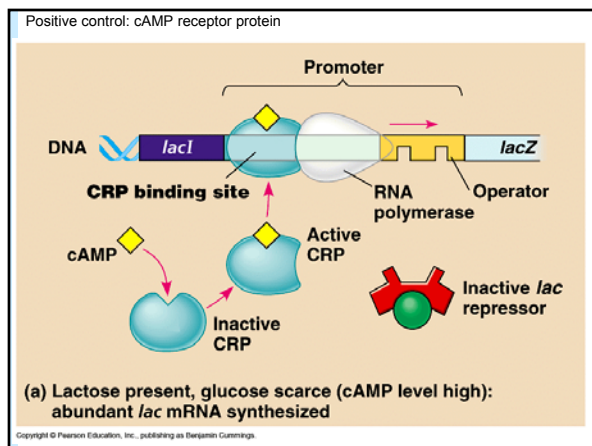 Positive control: cAMP receptor protein
Promoter
DNA
lacI
lacZ
CRP binding site
RNA
polymerase
Operator
cAMP
Active
CRP
Inactive
CRP
Inactive lac
repressor
(a) Lactose present, glucose scarce (cAMP level high):
abundant lac mRNA synthesized
Copyright © Pearson Education, Inc., publishing as Benjamin Cummings.